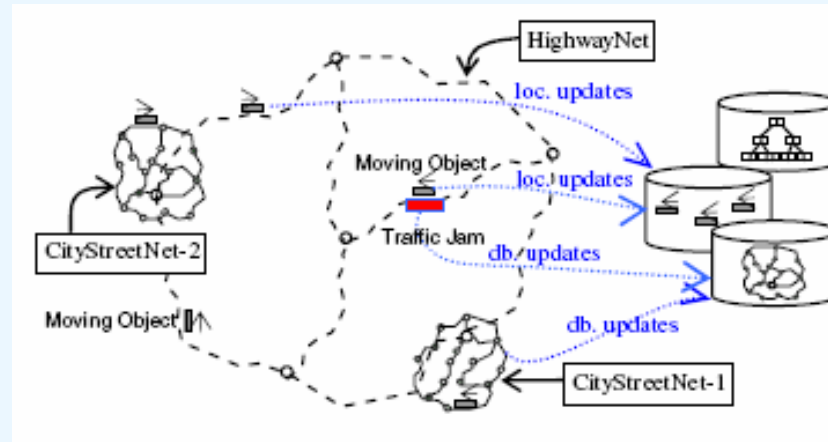 HighwayNet
loc. updates
Moving Object
loc. updates
Traffic Jam
CityStreetNet-2
db. updates
Moving Object
db. updates
CityStreetNet-1